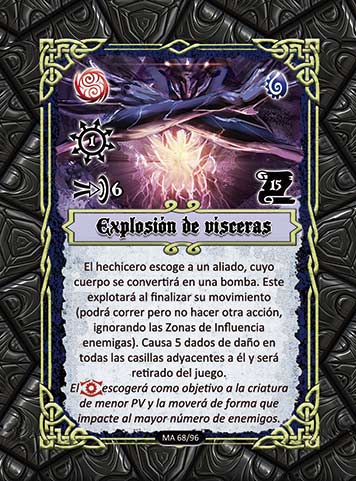 1
6
15
Explosión de vísceras
El hechicero escoge a un aliado, cuyo
cuerpo se convertirá en una bomba. Este
explotará al finalizar su movimiento
(podrá correr pero no hacer otra acción,
ignorando las Zonas de Influencia
enemigas). Causa 5 dados de daño en
todas las casillas adyacentes a él y será
retirado del juego.
El escogerá como objetivo a la criatura
de menor PV y la moverá de forma que
impacte al mayor número de enemigos.
MA 68/96